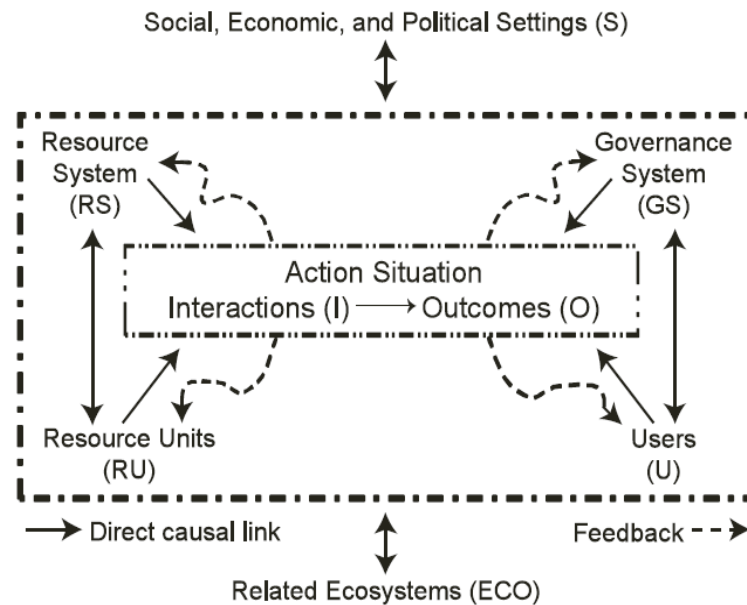 Social, Economic, and Political Settings (S)
Resource
System
(RS)
Governance
System
(GS)
Action Situation
Interactions (I) → Outcomes (O)
Resource Units
(RU)
Users
(U)
Direct causal link
Feedback
Related Ecosystems (ECO)